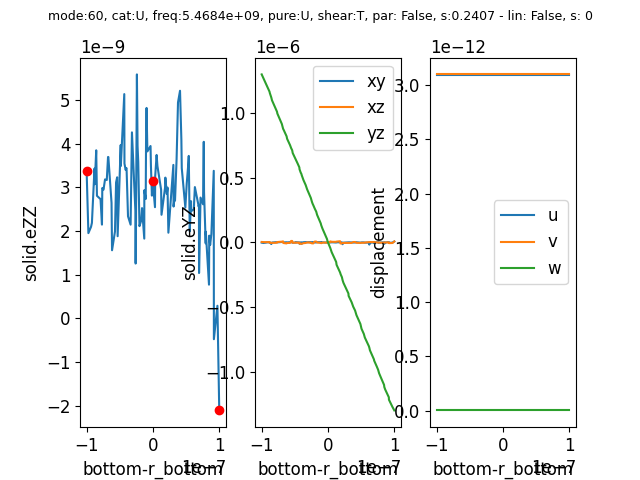 mode:60, cat:U, freq:5.4684e+09, pure:U, shear:T, par: False, s:0.2407 - lin: False, s: 0
1e−9
5
4
3
2
1
0
−1
−2
solid.eZZ
−1
0
1
1e−7
bottom-r_bottom
1e−6
1.0
0.5
0.0
−0.5
−1.0
solid.eYZ
xy
xz
yz
−1
0
1
1e−7
bottom-r_bottom
1e−12
3.0
2.5
2.0
1.5
1.0
0.5
0.0
displacement
u
v
w
−1
0
1
1e−7
bottom-r_bottom